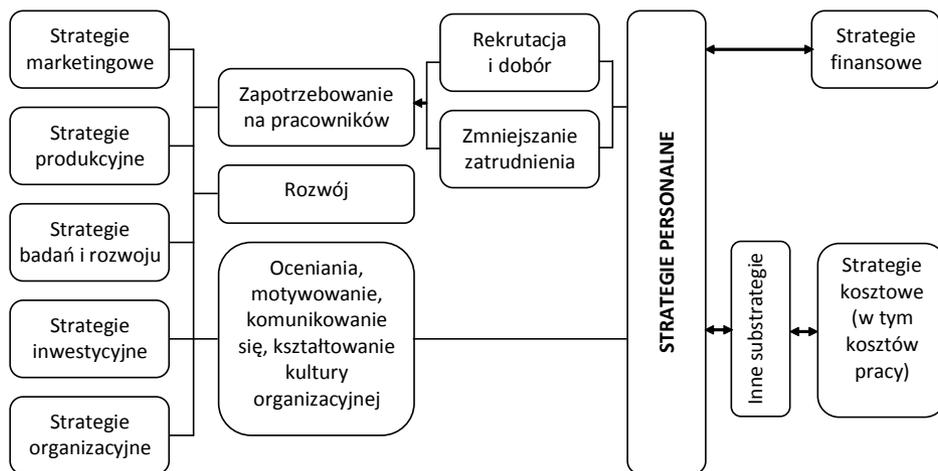 Strategie
marketingowe
Strategie
produkcyjne
Strategie
badań i rozwoju
Strategie
inwestycyjne
Strategie
organizacyjne
Zapotrzebowanie
na pracowników
Rozwój
Oceniania,
motywowanie,
komunikowanie
się, kształtowanie
kultury
organizacyjnej
Rekrutacja
i dobór
Zmniejszanie
zatrudnienia
STRATEGIE PERSONALNE
Strategie
finansowe
Inne substrategie
Strategie
kosztowe
(w tym
kosztów
pracy)